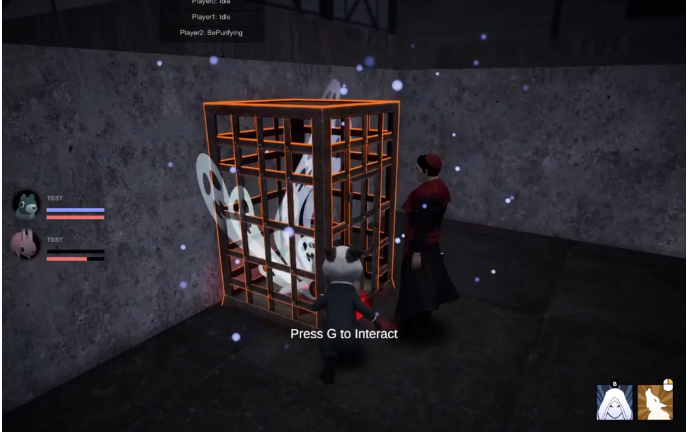 Player0: Idle
Player1: Idle
Player2: BePurifying
TEST
TEST
Press G to Interact
B